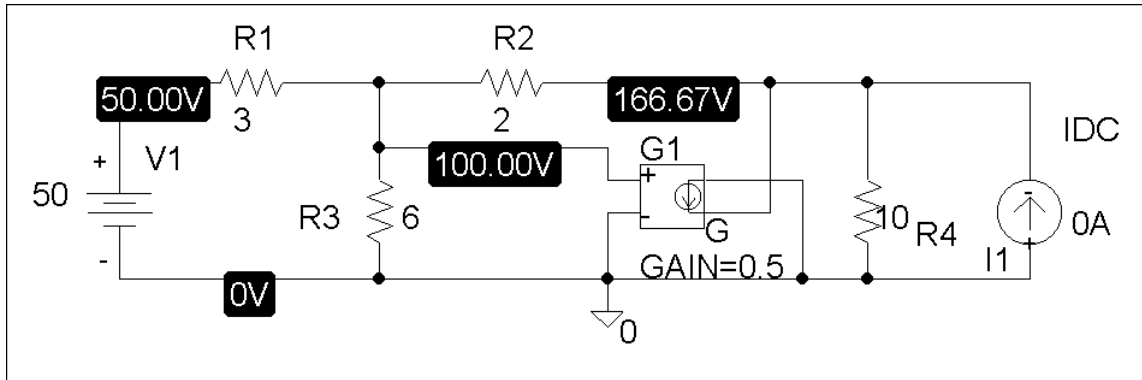 R1
R2
50.00V
3
2
166.67V
IDC
+
V1
50
-
100.00V
G1
+
-
G
GAIN=0.5
R3
6
10
R4
-
+
0A
I1
0V
0